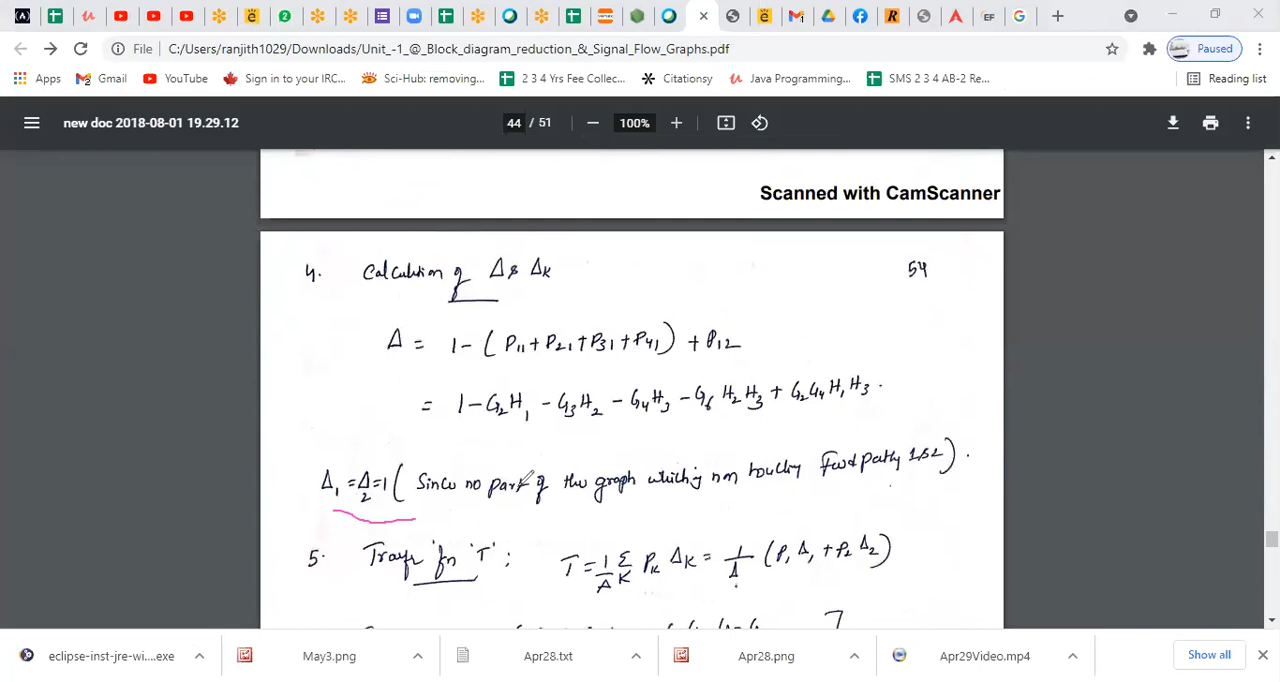 Paused
File C:/Users/ranjith1029/Downloads/Unit_-1_@_Block_diagram_reduction_&_Signal_Flow_Graphs.pdf
Apps Gmail YouTube Sign in to your IRC... Sci-Hub: removing... 2 3 4 Yrs Fee Collec... Citationsy Java Programming... SMS 2 3 4 AB-2 Re... Reading list
new doc 2018-08-01 19.29.12 44 / 51 100%
Scanned with CamScanner
4. Calculation of Δ & Δk 54
Δ = 1 - ( P11 + P21 + P31 + P41 ) + P12
= 1 - G2H1 - G3H2 - G4H3 - G6 H2 H3 + G2G4 H1 H3 .
Δ1 = Δ2 = 1 ( Since no part of the graph which is non touching Fwd path 1&2 ) .
5. Transfer fn 'T' ; T = 1/Δ Σ K PK ΔK = 1/Δ ( P1 Δ1 + P2 Δ2 )
eclipse-inst-jre-wi....exe May3.png Apr28.txt Apr28.png Apr29Video.mp4 Show all